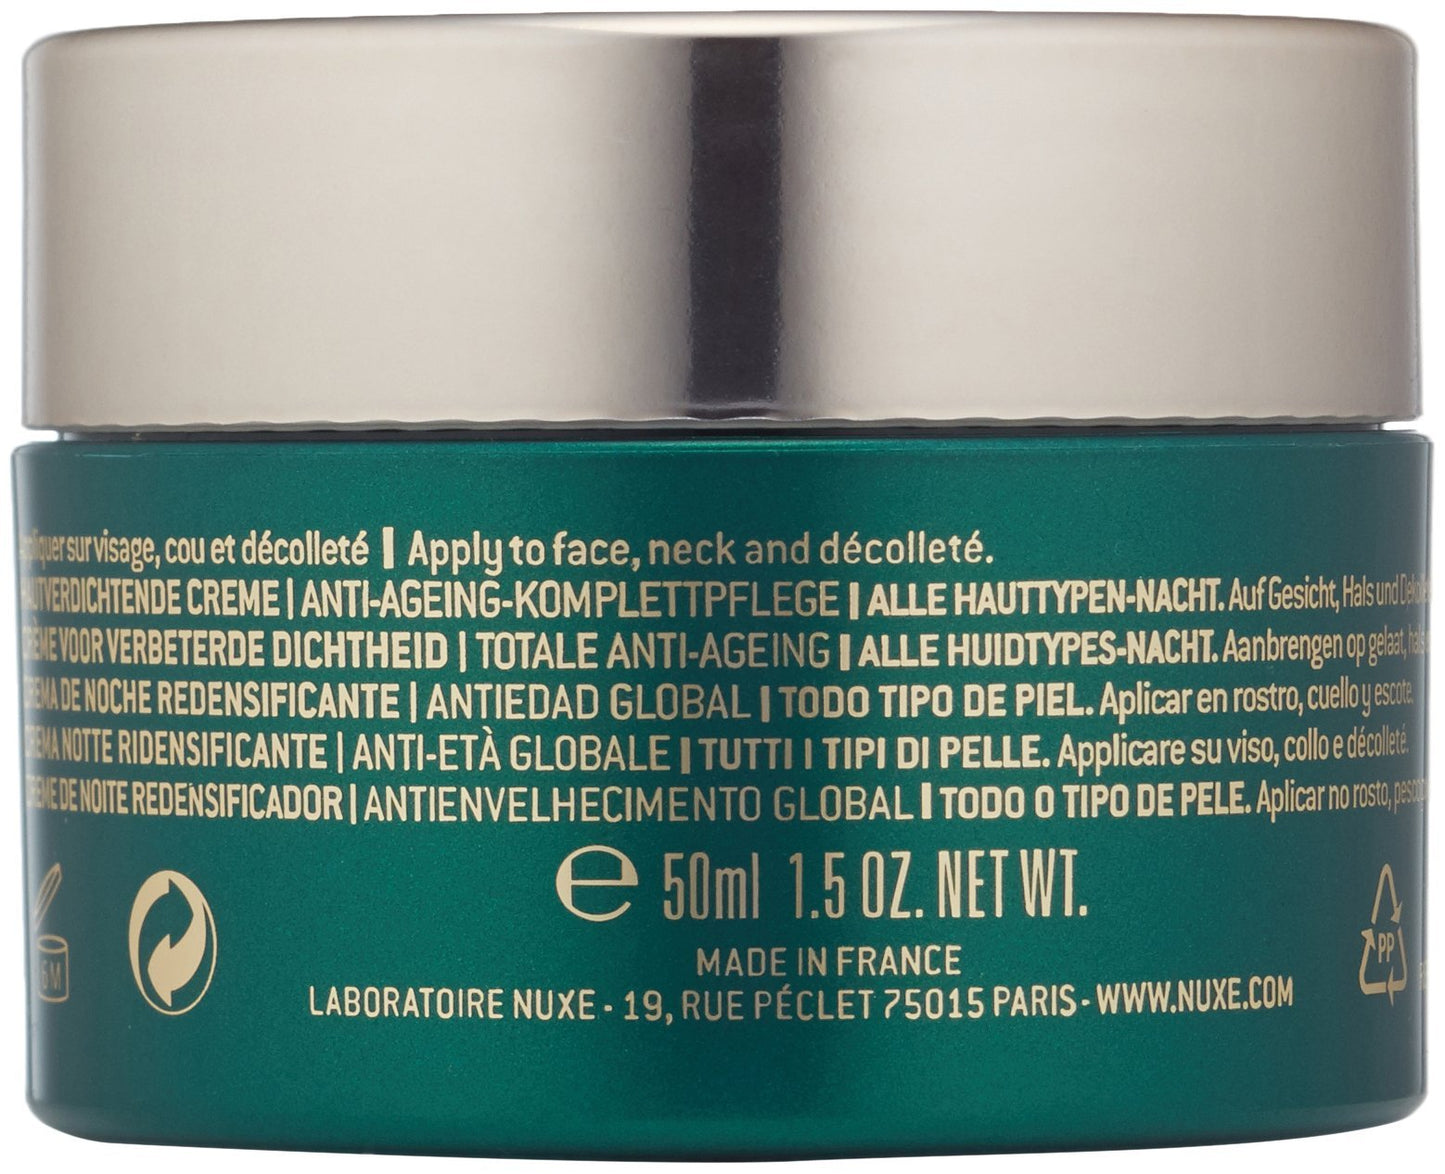 sur visage, cou et décolleté | Apply to face, neck and décolleté.
HAUTVERDICHTENDE CREME | ANTI-AGEING-KOMPLETTPFLEGE | ALLE HAUTTYPEN-NACHT. Auf Gesicht, Hals und
CRÈME VOOR VERBETERDE DICHTHEID | TOTALE ANTI-AGEING | ALLE HUIDTYPES-NACHT. Aanbrengen op gelaat, hals
CREMA DE NOCHE REDENSIFICANTE | ANTIEDAD GLOBAL | TODO TIPO DE PIEL. Aplicar en rostro, cuello y escote.
CREMA NOTTE RIDENSIFICANTE | ANTI-ETÀ GLOBALE | TUTTI I TIPI DI PELLE. Applicare su viso, collo e décolleté.
CREME DE NOITE REDENSIFICADOR | ANTIENVELHECIMENTO GLOBAL | TODO O TIPO DE PELE. Aplicar no rosto,
℮ 50ml 1.5 OZ. NET WT.
6 M
PP
MADE IN FRANCE
LABORATOIRE NUXE - 19, RUE PÉCLET 75015 PARIS - WWW.NUXE.COM